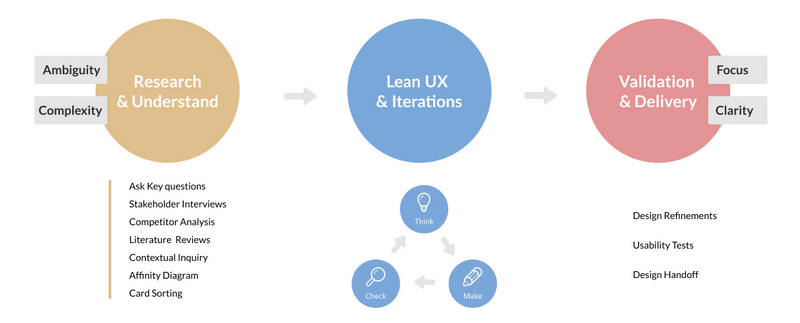 Ambiguity
Complexity
Research
& Understand
Lean UX
& Iterations
Validation
& Delivery
Focus
Clarity
Ask Key questions
Stakeholder Interviews
Competitor Analysis
Literature Reviews
Contextual Inquiry
Affinity Diagram
Card Sorting
Think
Check
Make
Design Refinements
Usability Tests
Design Handoff